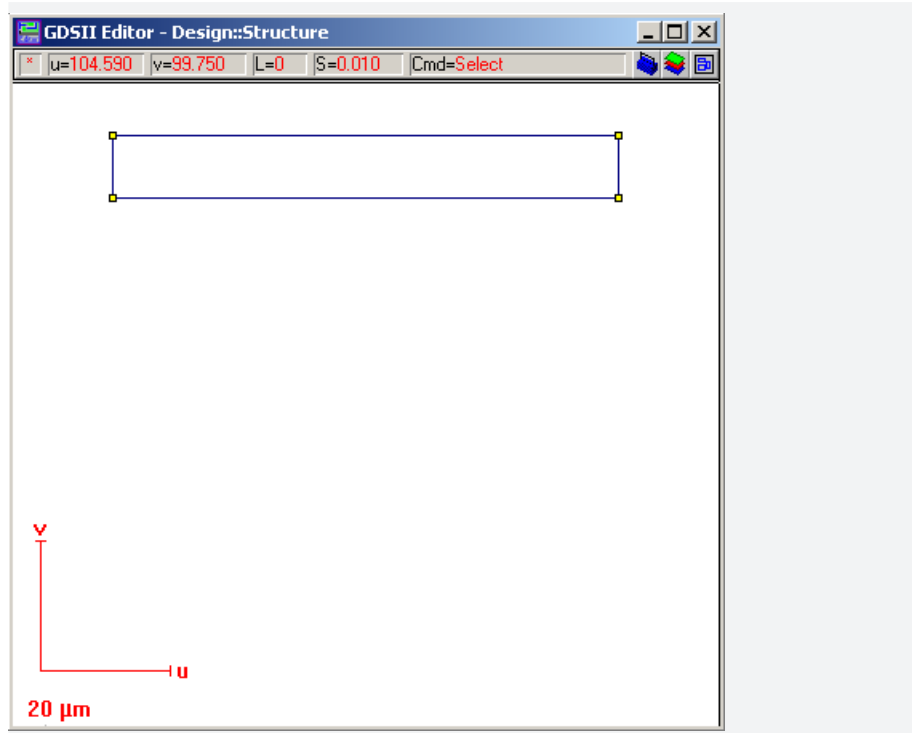 GDSII Editor - Design::Structure
* u=104.590 v=99.750 L=0 S=0.010 Cmd=Select
v
u
20 µm